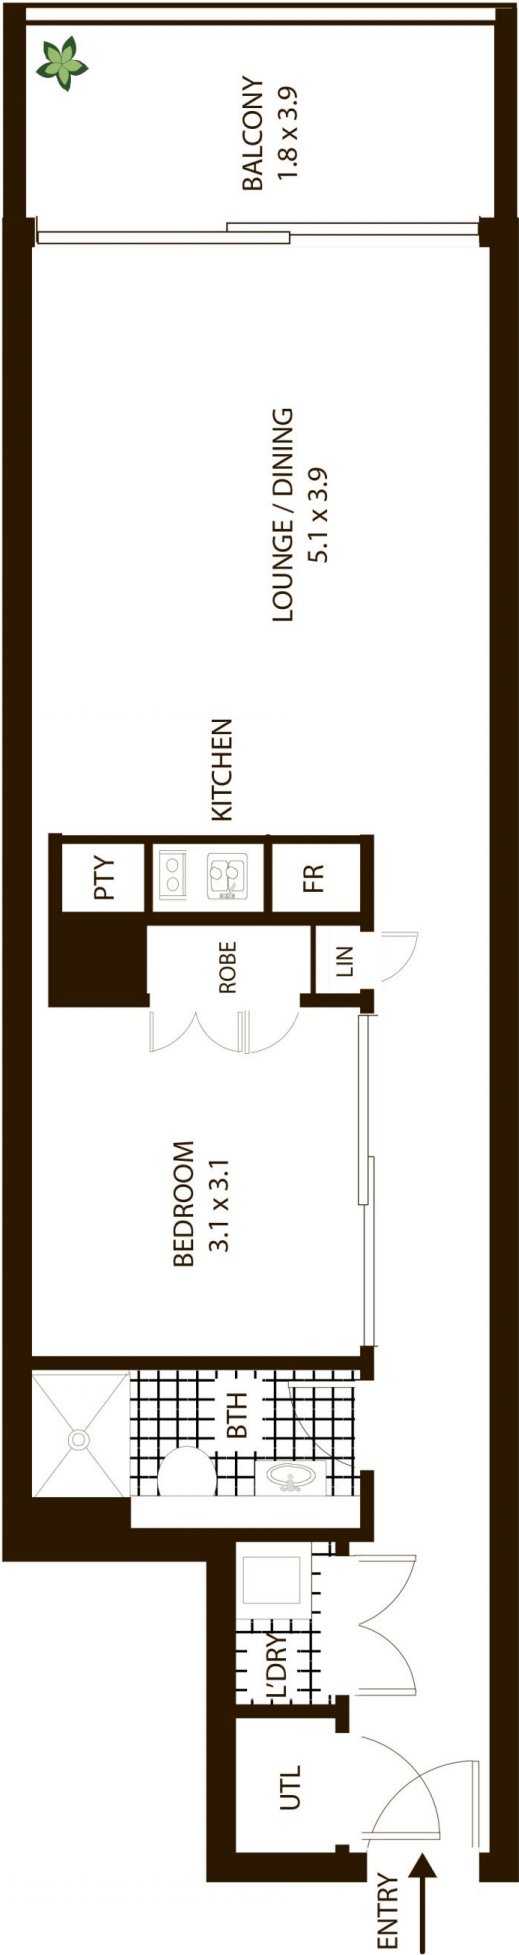 BALCONY
1.8 x 3.9
LOUNGE / DINING
5.1 x 3.9
KITCHEN
PTY
FR
ROBE
LIN
BEDROOM
3.1 x 3.1
BTH
L'DRY
UTL
ENTRY